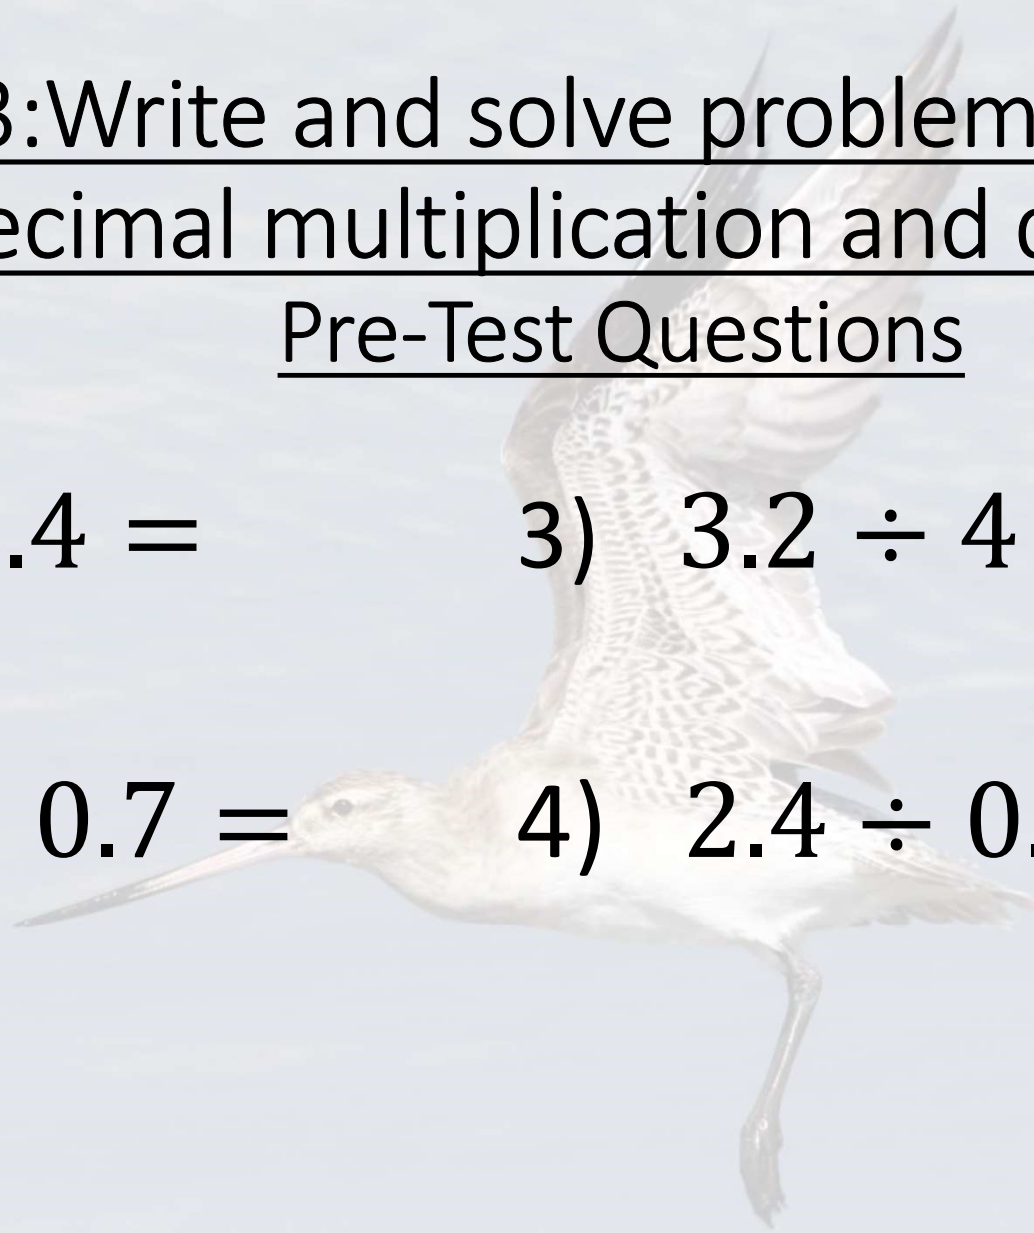 3:Write and solve problem
ecimal multiplication and
Pre-Test Questions
.4 = 3) 3.2 ÷ 4
0.7 = 4) 2.4 ÷ 0.